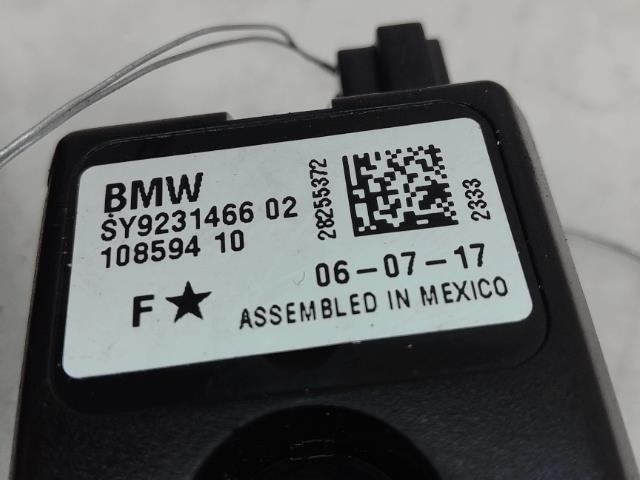 BMW
SY9231466 02
108594 10
28255372
2333
06-07-17
F★ ASSEMBLED IN MEXICO